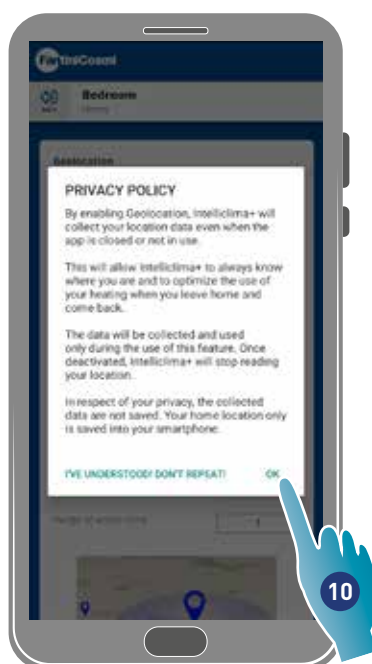 FantiniCosmi
Bedroom
Geolocation
PRIVACY POLICY
By enabling Geolocation, Intelliclima+ will
collect your location data even when the
app is closed or not in use.
This will allow Intelliclima+ to always know
where you are and to optimize the use of
your heating when you leave home and
come back.
The data will be collected and used
only during the use of this feature. Once
deactivated, Intelliclima+ will stop reading
your location.
In respect of your privacy, the collected
data are not saved. Your home location only
is saved into your smartphone.
I'VE UNDERSTOOD! DON'T REPEAT!
OK
1
10